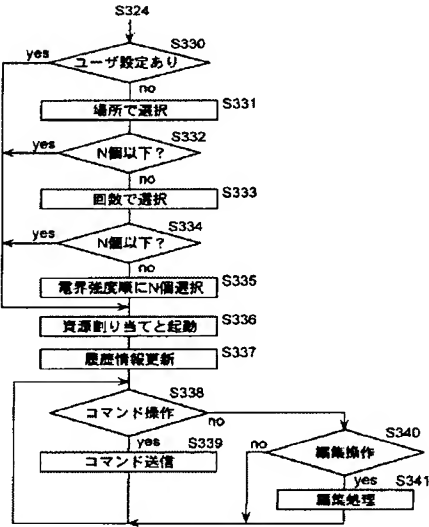 S324
S330
yes
ユーザ設定あり
no
S331
場所で選択
S332
yes
N個以下?
no
S333
回数で選択
S334
yes
N個以下?
no
S335
電界強度順にN個選択
S336
資源割り当てと起動
S337
履歴情報更新
S338
コマンド操作
no
yes
S339
コマンド送信
S340
no
編集操作
yes
S341
編集処理